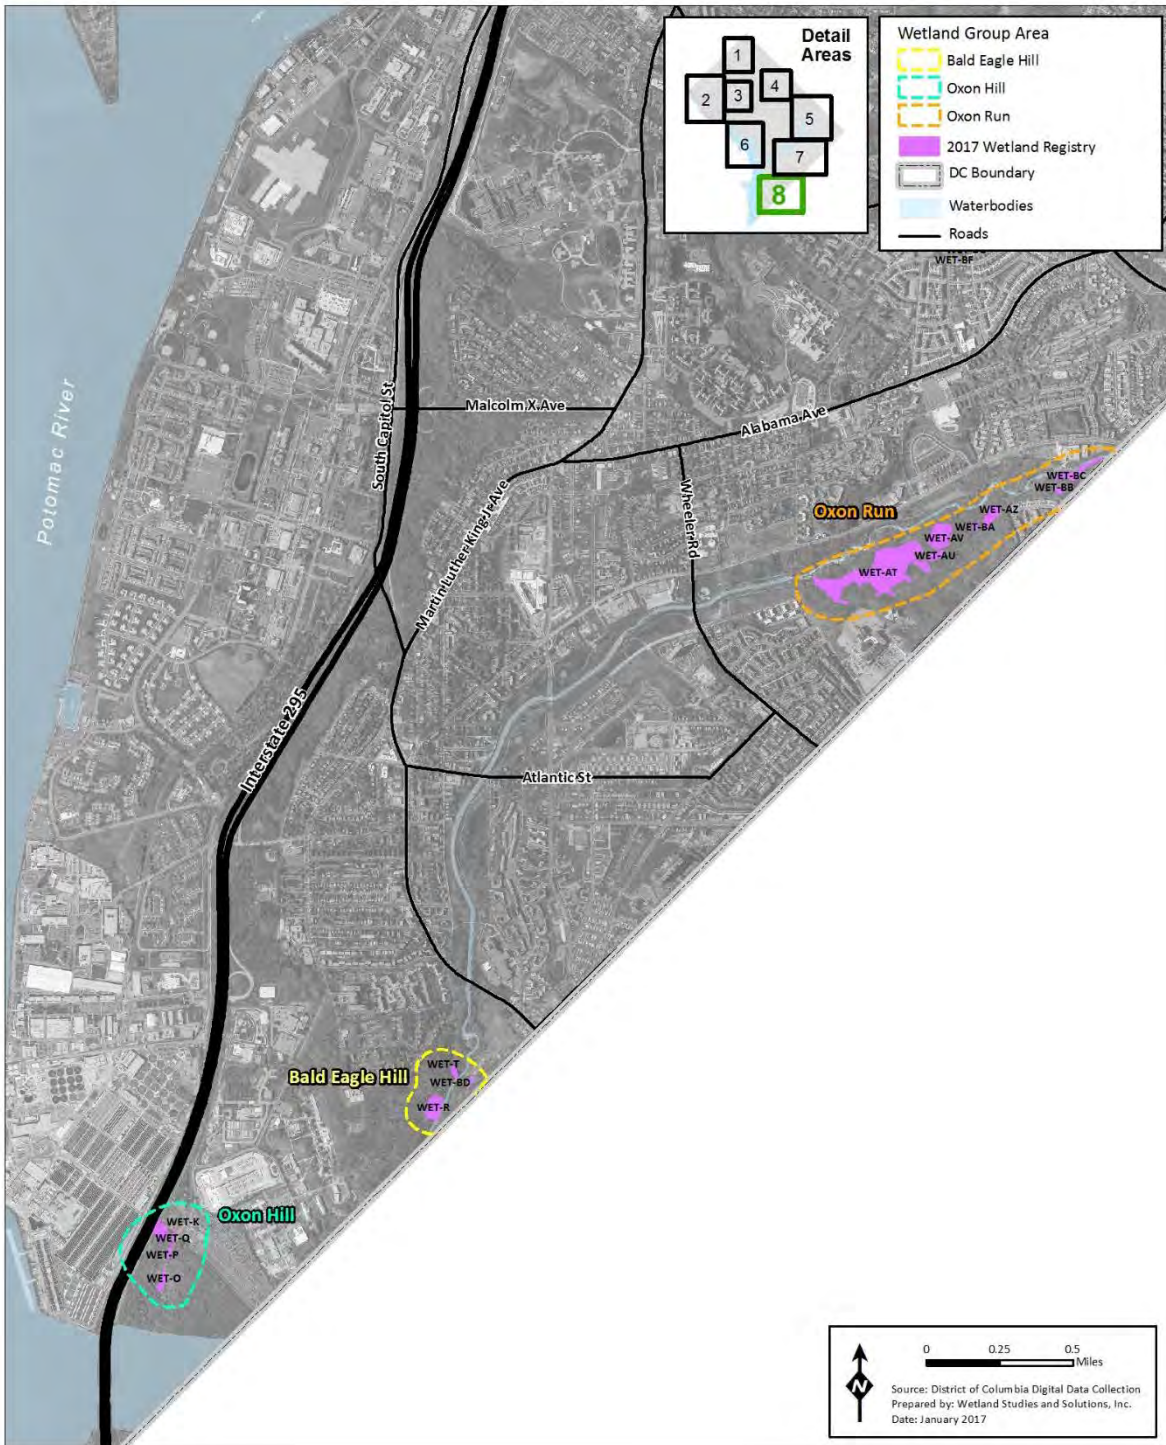 Detail
Areas
1
2
3
4
5
6
7
8
Wetland Group Area
Bald Eagle Hill
Oxon Hill
Oxon Run
2017 Wetland Registry
DC Boundary
Waterbodies
Roads
WET-BF
Potomac River
South Capitol St
Malcolm X Ave
Alabama Ave
Martin Luther King Jr Ave
Wheeler Rd
Oxon Run
WET-BC
WET-BB
WET-AZ
WET-BA
WET-AV
WET-AU
WET-AT
Interstate 295
Atlantic St
Bald Eagle Hill
WET-T
WET-BD
WET-R
Oxon Hill
WET-K
WET-Q
WET-P
WET-O
N
0 0.25 0.5
Miles
Source: District of Columbia Digital Data Collection
Prepared by: Wetland Studies and Solutions, Inc.
Date: January 2017